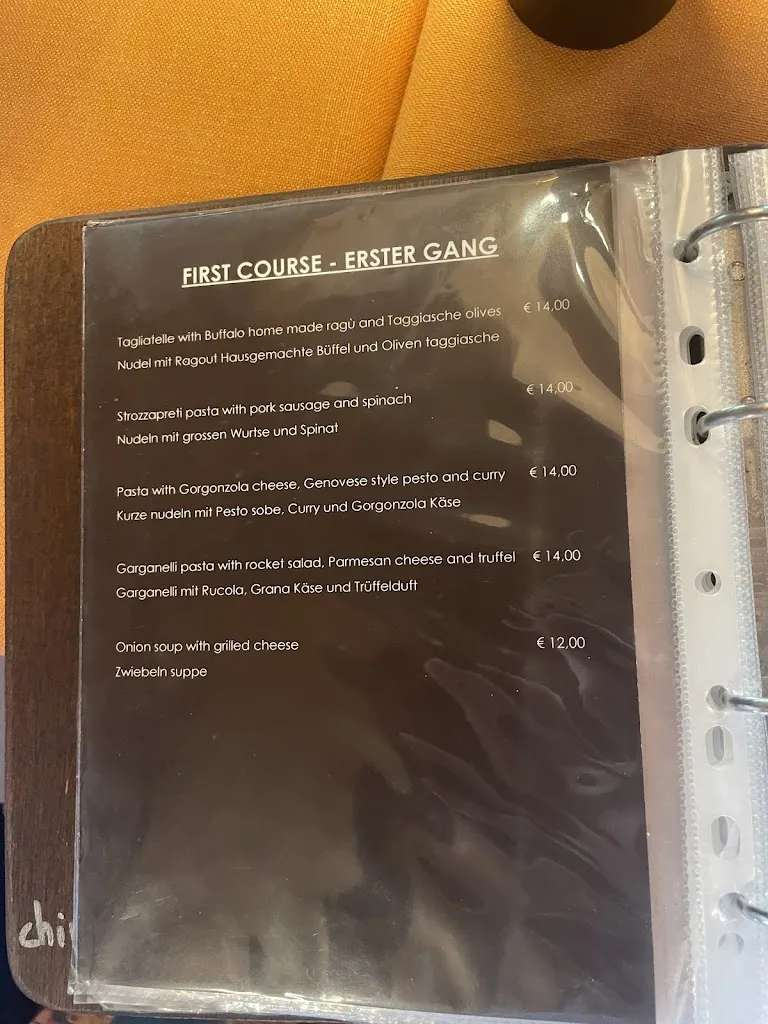 FIRST COURSE - ERSTER GANG
Tagliatelle with Buffalo home made ragù and Taggiasche olives € 14,00
Nudel mit Ragout Hausgemachte Büffel und Oliven taggiasche
Strozzapreti pasta with pork sausage and spinach € 14,00
Nudeln mit grossen Wurtse und Spinat
Pasta with Gorgonzola cheese, Genovese style pesto and curry € 14,00
Kurze nudeln mit Pesto sobe, Curry und Gorgonzola Käse
Garganelli pasta with rocket salad, Parmesan cheese and truffel € 14,00
Garganelli mit Rucola, Grana Käse und Trüffelduft
Onion soup with grilled cheese € 12,00
Zwiebeln suppe